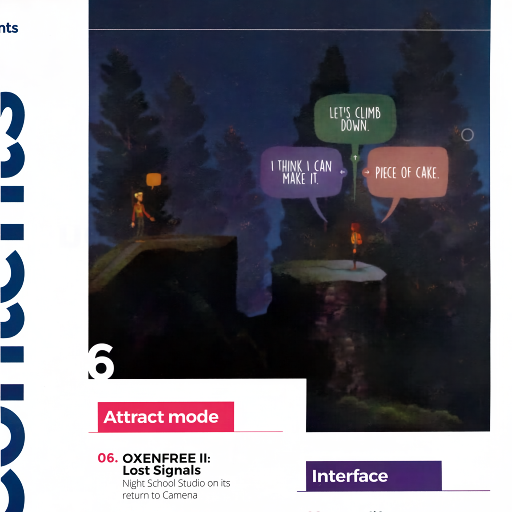 nts
LET'S CLIMB
DOWN.
I THINK I CAN
MAKE IT.
PIECE OF CAKE.
6
Attract mode
06. OXENFREE II:
Lost Signals
Night School Studio on its
return to Camena
Interface